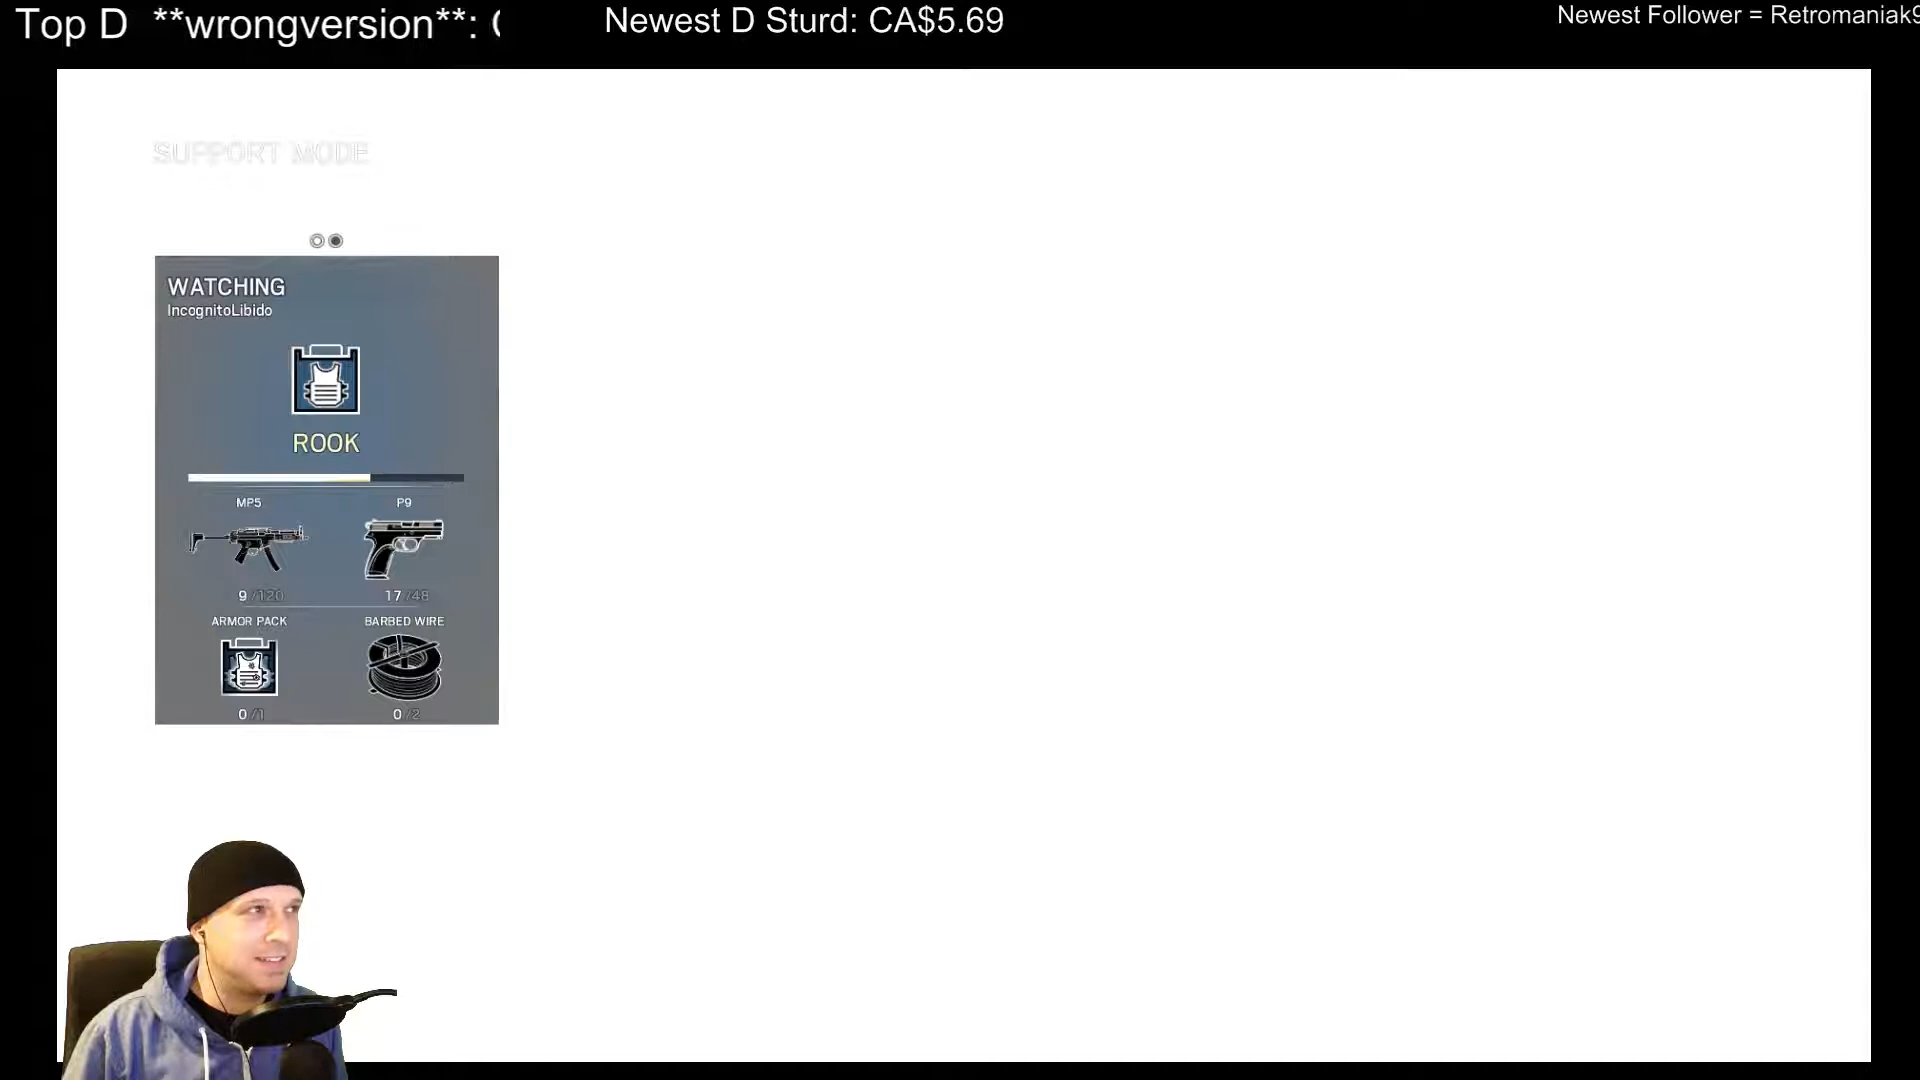 Top D **wrongversion**:
Newest D Sturd: CA$5.69
Newest Follower = Retromaniak9
SUPPORT MODE
WATCHING
IncognitoLibido
ROOK
MP5 P9
9/120 17/48
ARMOR PACK BARBED WIRE
0/1 0/2